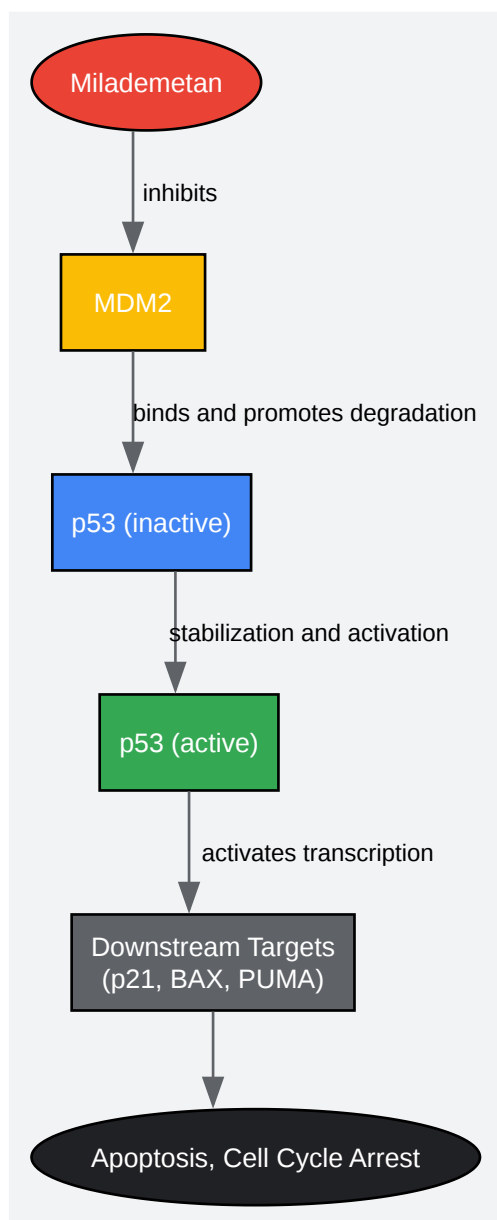 Milademetan
inhibits
MDM2
binds and promotes degradation
p53 (inactive)
stabilization and activation
p53 (active)
activates transcription
Downstream Targets
(p21, BAX, PUMA)
Apoptosis, Cell Cycle Arrest